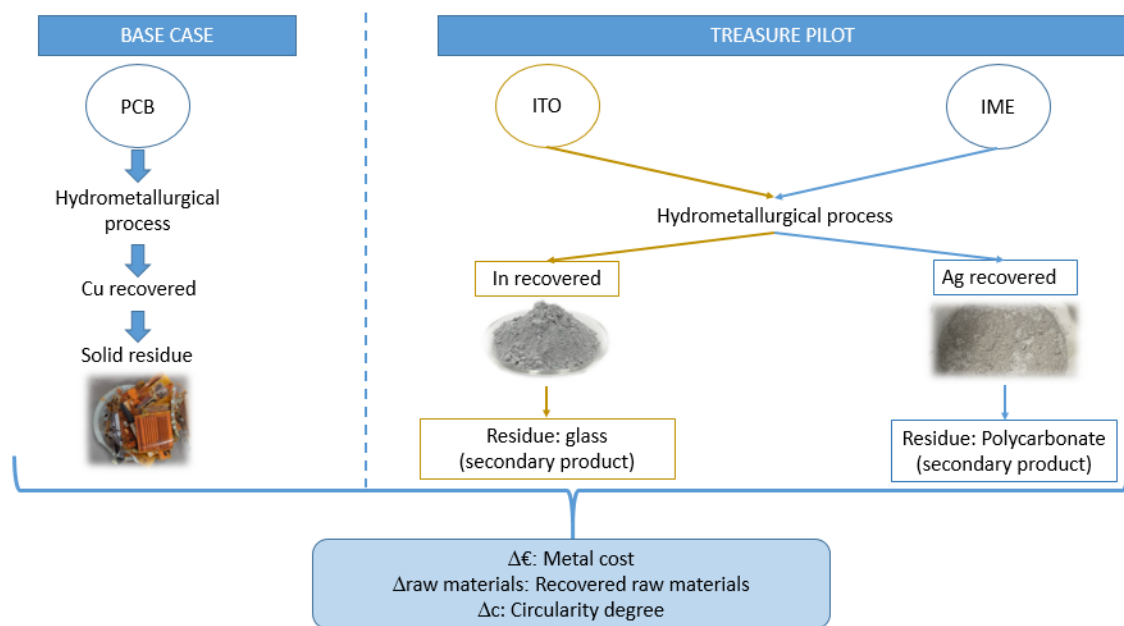 BASE CASE
TREASURE PILOT
PCB
ITO
IME
Hydrometallurgical
process
Hydrometallurgical process
In recovered
Ag recovered
Cu recovered
Solid residue
Residue: glass
(secondary product)
Residue: Polycarbonate
(secondary product)
Δ€: Metal cost
Δraw materials: Recovered raw materials
Δc: Circularity degree